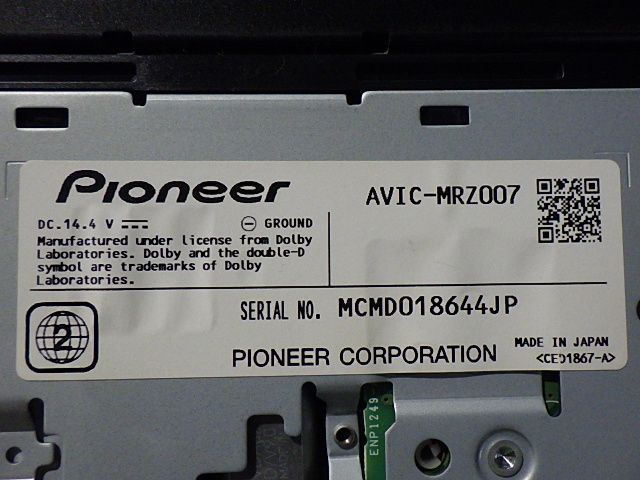 Pioneer
AVIC-MRZ007
DC.14.4 V
GROUND
Manufactured under license from Dolby
Laboratories. Dolby and the double-D
symbol are trademarks of Dolby
Laboratories.
2
SERIAL NO. MCMD018644JP
PIONEER CORPORATION
MADE IN JAPAN
<CED1867-A>
ENP1249